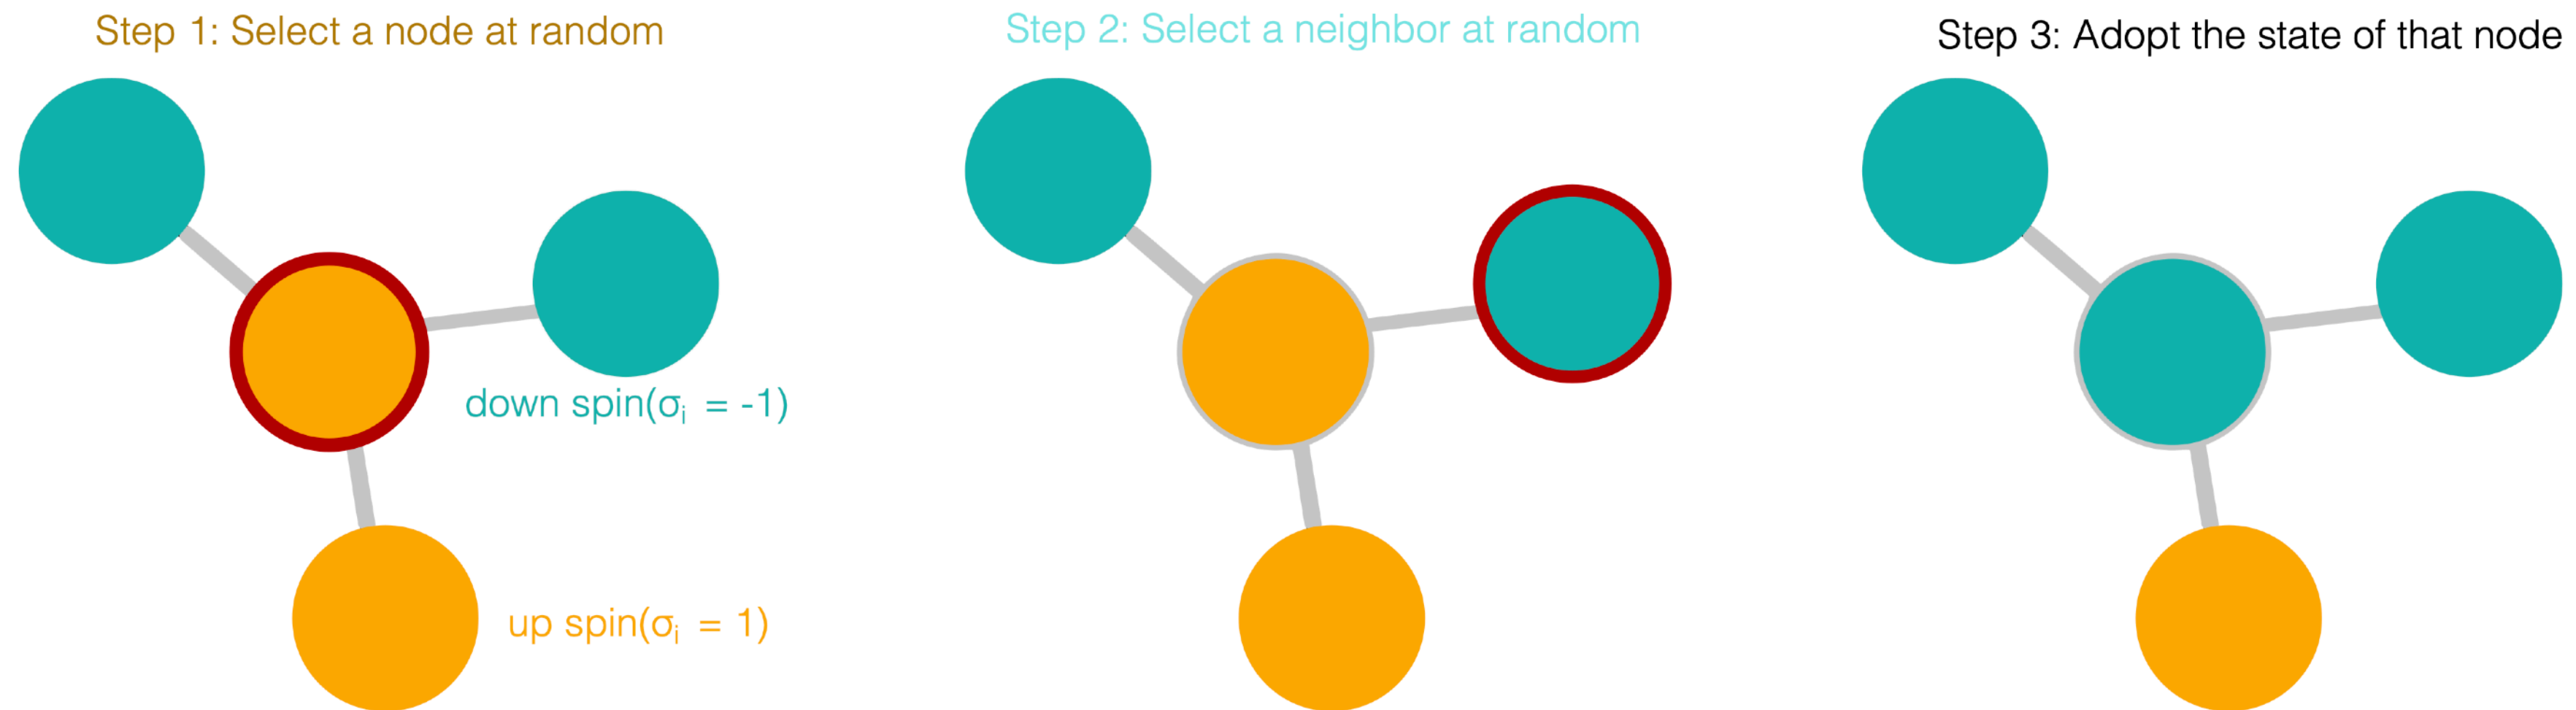 Step 1: Select a node at random
Step 2: Select a neighbor at random
Step 3: Adopt the state of that node
down spin(σᵢ = -1)
up spin(σᵢ = 1)